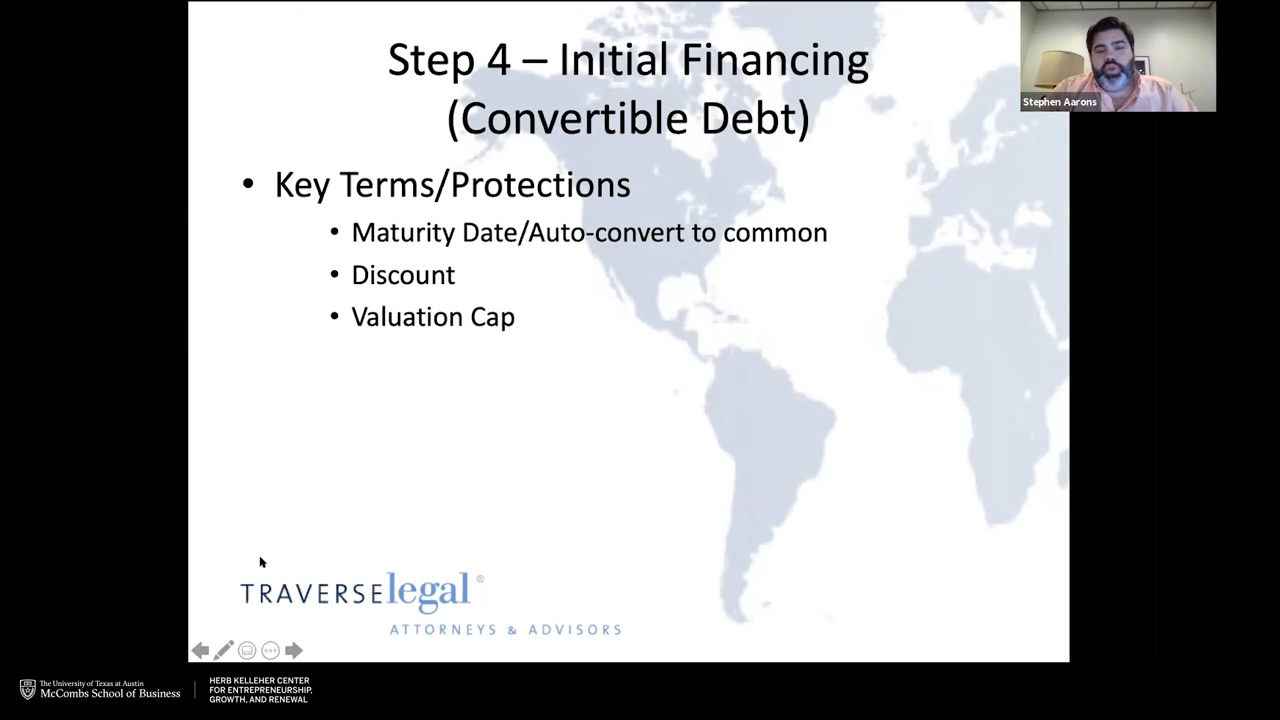 Step 4 – Initial Financing
(Convertible Debt)
Stephen Aarons
• Key Terms/Protections
• Maturity Date/Auto-convert to common
• Discount
• Valuation Cap
TRAVERSElegal®
ATTORNEYS & ADVISORS
The University of Texas at Austin
McCombs School of Business
HERB KELLEHER CENTER
FOR ENTREPRENEURSHIP,
GROWTH, AND RENEWAL